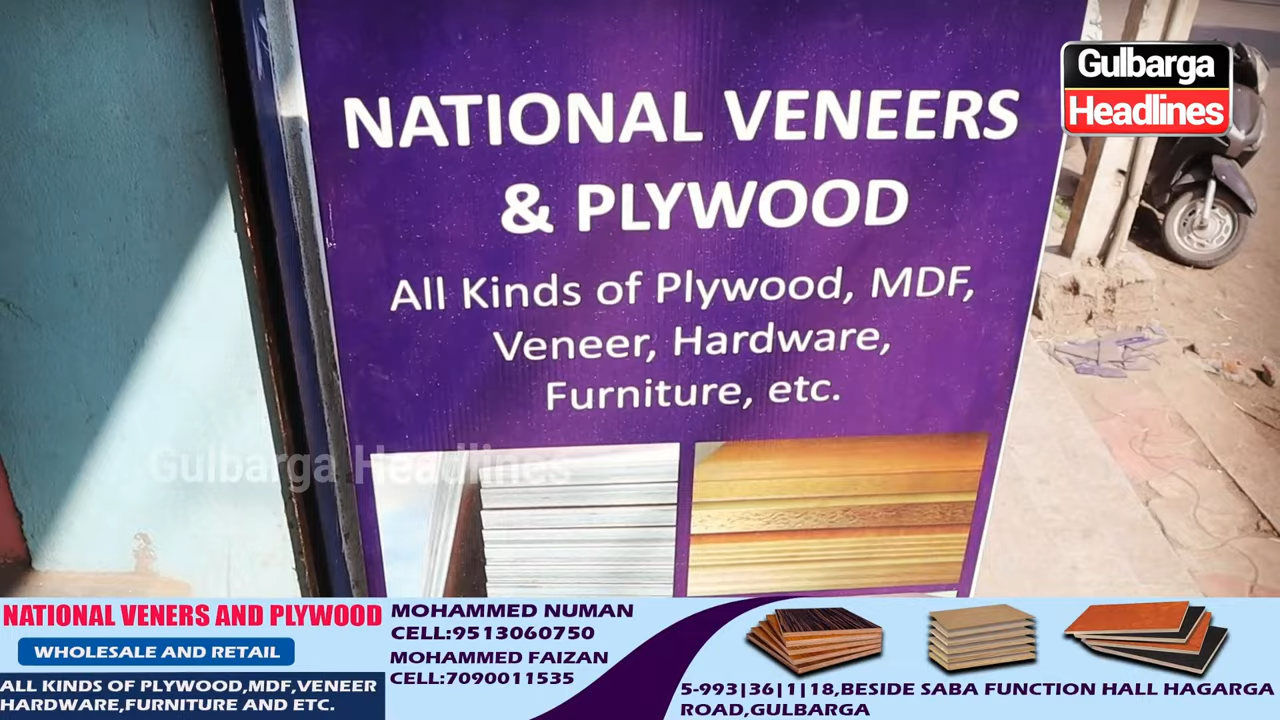 Gulbarga
Headlines
NATIONAL VENEERS
& PLYWOOD
All Kinds of Plywood, MDF,
Veneer, Hardware,
Furniture, etc.
Gulbarga Headlines
NATIONAL VENERS AND PLYWOOD
WHOLESALE AND RETAIL
ALL KINDS OF PLYWOOD,MDF,VENEER
HARDWARE,FURNITURE AND ETC.
MOHAMMED NUMAN
CELL:9513060750
MOHAMMED FAIZAN
CELL:7090011535
5-993|36|1|18,BESIDE SABA FUNCTION HALL HAGARGA
ROAD,GULBARGA